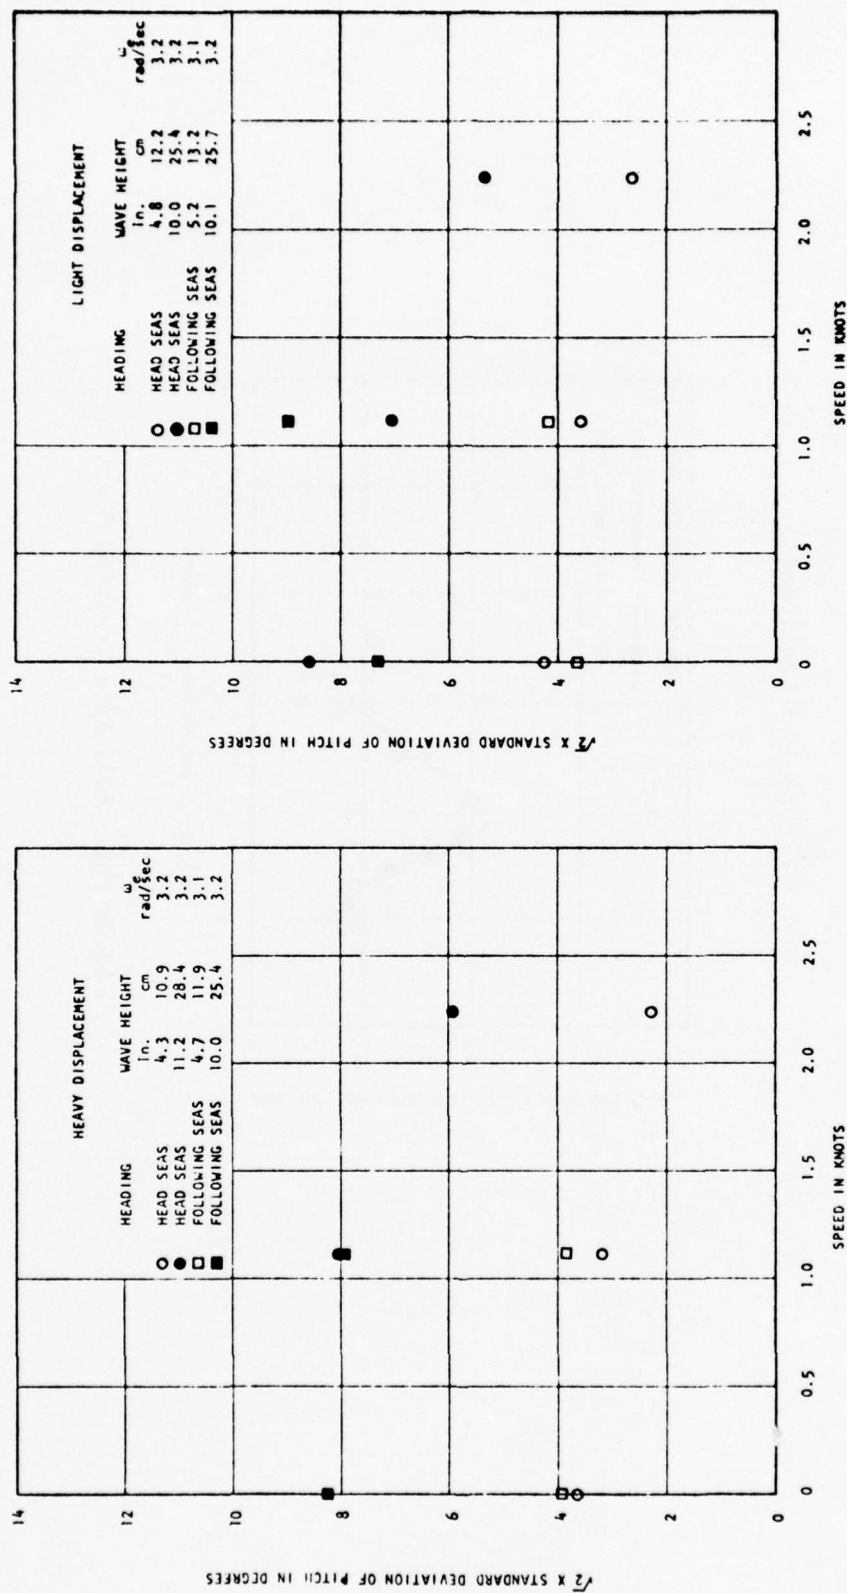 HEAVY DISPLACEMENT
HEADING WAVE HEIGHT ωe
in. cm rad/sec
○ HEAD SEAS 4.3 10.9 3.2
● HEAD SEAS 11.2 28.4 3.2
□ FOLLOWING SEAS 4.7 11.9 3.1
■ FOLLOWING SEAS 10.0 25.4 3.2
14
12
10
8
6
4
2
0
√2 X STANDARD DEVIATION OF PITCH IN DEGREES
0 0.5 1.0 1.5 2.0 2.5
SPEED IN KNOTS
LIGHT DISPLACEMENT
HEADING WAVE HEIGHT ωe
in. cm rad/sec
○ HEAD SEAS 4.8 12.2 3.2
● HEAD SEAS 10.0 25.4 3.2
□ FOLLOWING SEAS 5.2 13.2 3.1
■ FOLLOWING SEAS 10.1 25.7 3.2
14
12
10
8
6
4
2
0
√2 X STANDARD DEVIATION OF PITCH IN DEGREES
0 0.5 1.0 1.5 2.0 2.5
SPEED IN KNOTS